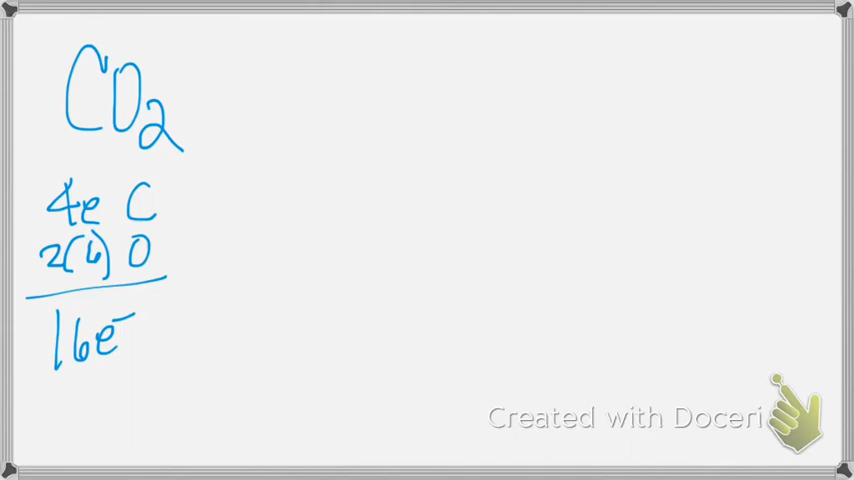 CO2
4e C
2(6) O
16e-
Created with Doceri